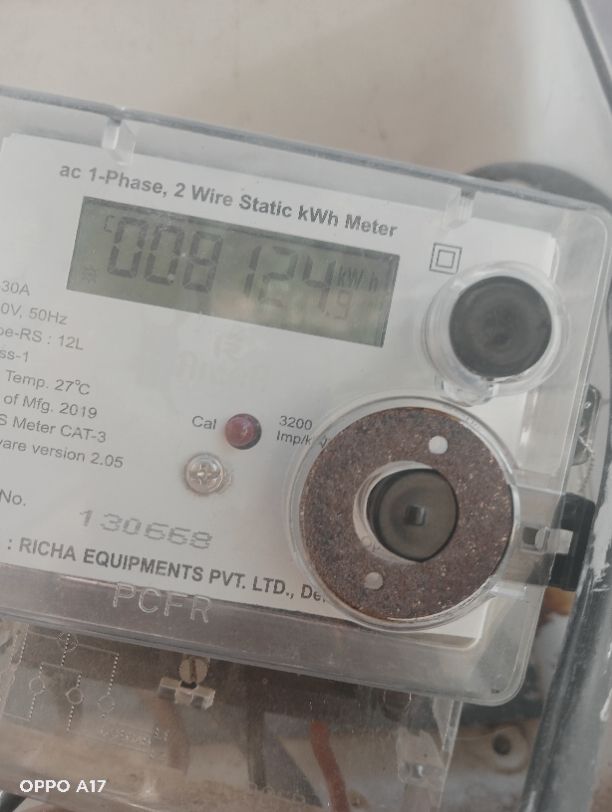 ac 1-Phase, 2 Wire Static kWh Meter
C 008124 kWh
30A
0V, 50Hz
pe-RS : 12L
ss-1
Temp. 27°C
of Mfg. 2019
S Meter CAT-3
ware version 2.05
Cal
3200
Imp/k
No.
130668
: RICHA EQUIPMENTS PVT. LTD., De
PCFR
OPPO A17